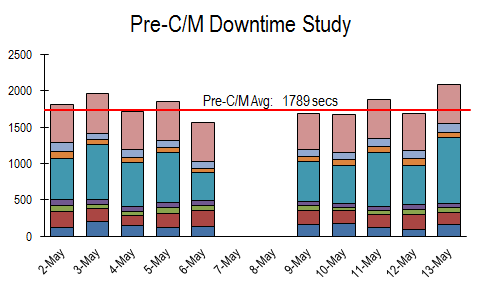 Pre-C/M Downtime Study
2500
2000
1500
1000
500
0
Pre-C/M Avg: 1789 secs
2-May
3-May
4-May
5-May
6-May
7-May
8-May
9-May
10-May
11-May
12-May
13-May